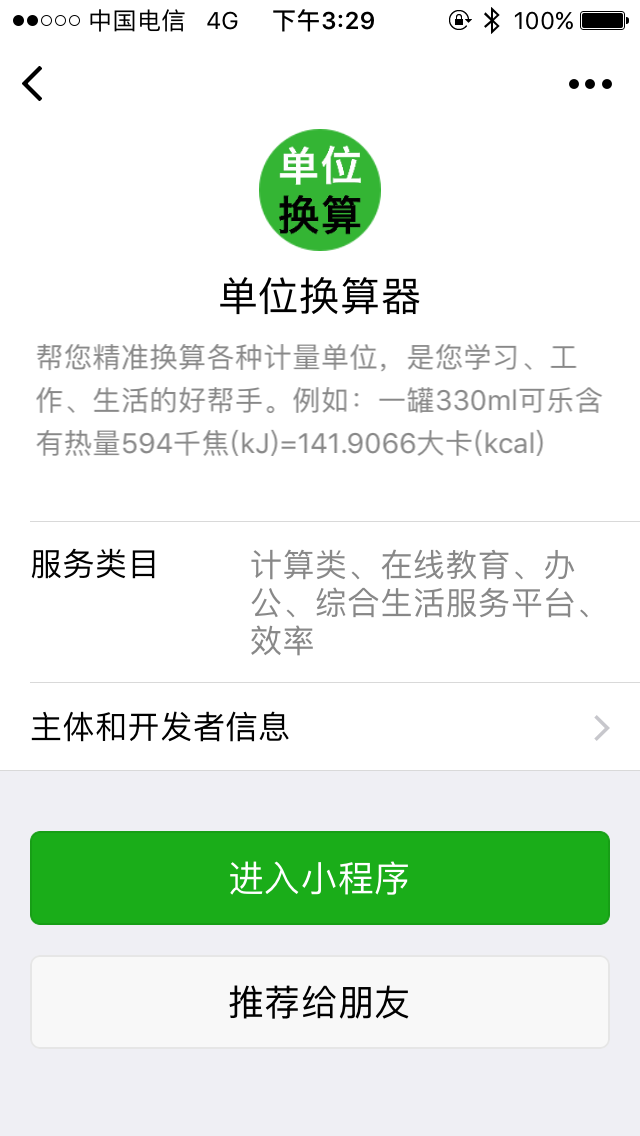 中国电信 4G 下午3:29 100%
单位
换算
单位换算器
帮您精准换算各种计量单位，是您学习、工
作、生活的好帮手。例如：一罐330ml可乐含
有热量594千焦(kJ)=141.9066大卡(kcal)
服务类目 计算类、在线教育、办
公、综合生活服务平台、
效率
主体和开发者信息
进入小程序
推荐给朋友